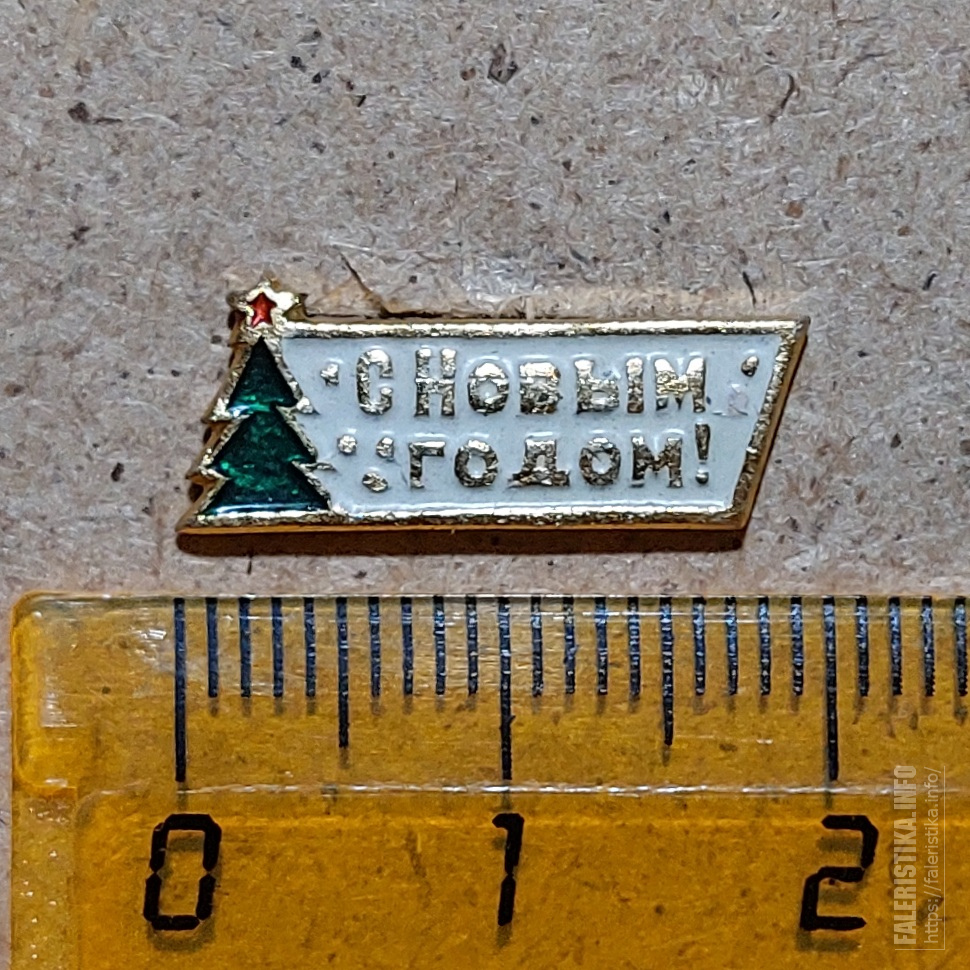 С НОВЫМ
ГОДОМ!
0 1 2
FALERISTIKA.INFO
https://faleristika.info/